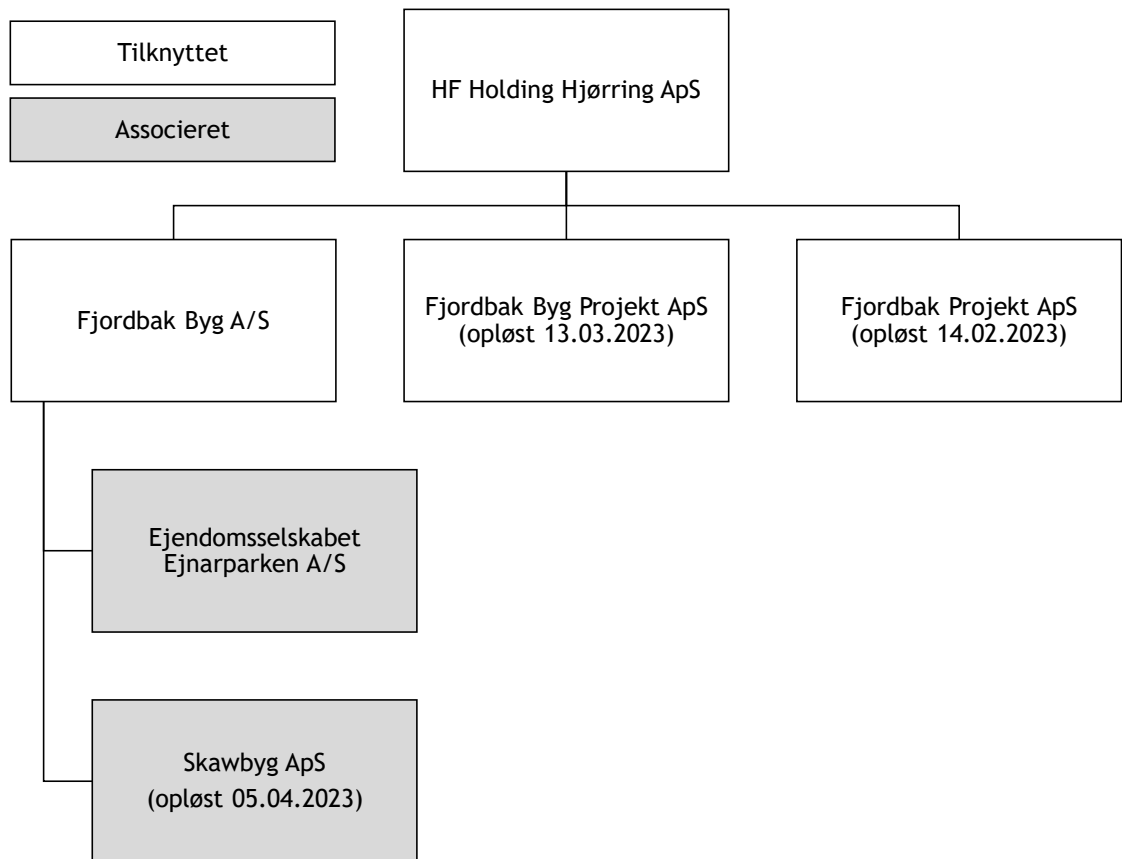 Tilknyttet
Associeret
HF Holding Hjørring ApS
Fjordbak Byg A/S
Fjordbak Byg Projekt ApS
(opløst 13.03.2023)
Fjordbak Projekt ApS
(opløst 14.02.2023)
Ejendomsselskabet
Ejnarparken A/S
Skawbyg ApS
(opløst 05.04.2023)